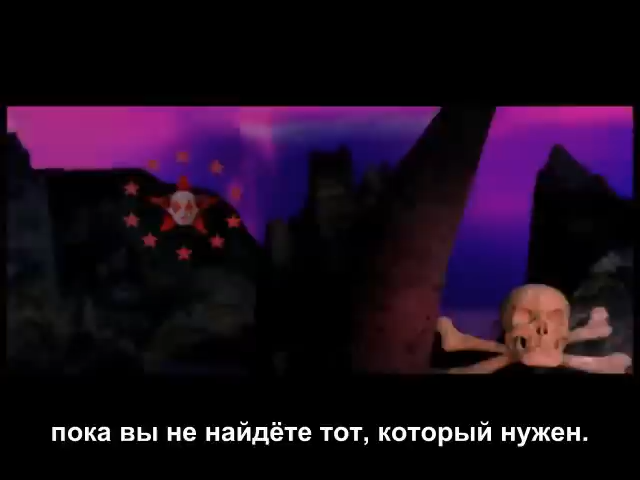 пока вы не найдёте тот, который нужен.